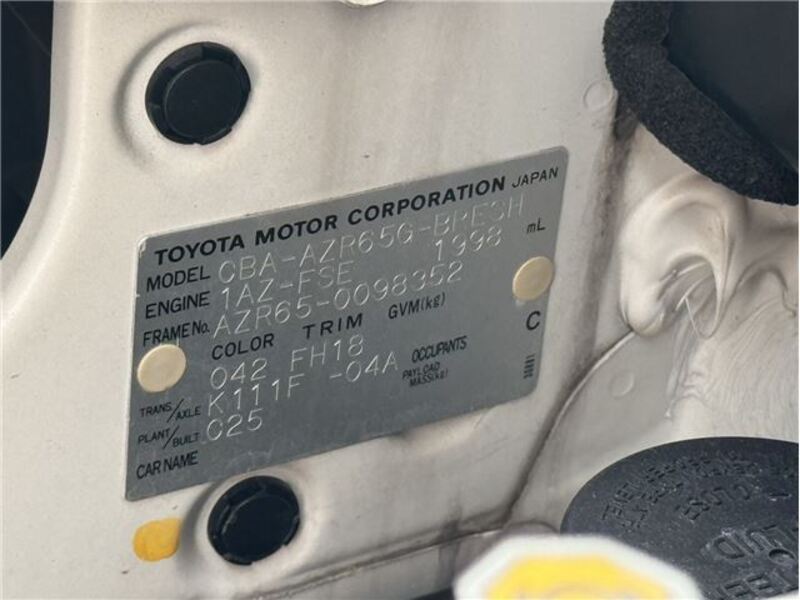 TOYOTA MOTOR CORPORATION JAPAN
MODEL CBA-AZR65G-BRESH
ENGINE 1AZ-FSE 1998 mL
FRAME No. AZR65-0098352
COLOR TRIM GVM(kg)
042 FH18 C
TRANS/AXLE K111F -04A OCCUPANTS
PAYLOAD MASS(kg)
PLANT/BUILT C25
CAR NAME